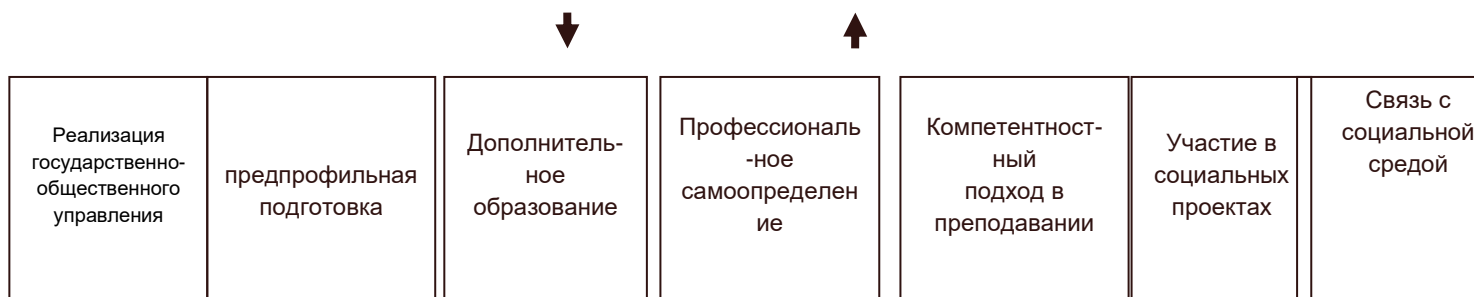 Реализация
государственно-
общественного
управления
предпрофильная
подготовка
Дополнитель-
ное
образование
Профессиональ
-ное
самоопределен
ие
Компетентност-
ный
подход в
преподавании
Участие в
социальных
проектах
Связь с
социальной
средой